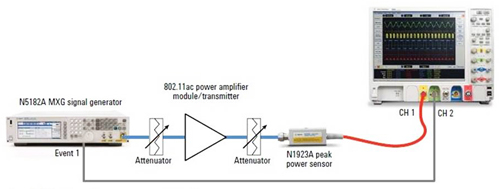 802.11ac power amplifier
module/transmitter
N5182A MXG signal generator
CH 1
CH 2
Event 1
Attenuator
Attenuator
N1923A peak
power sensor